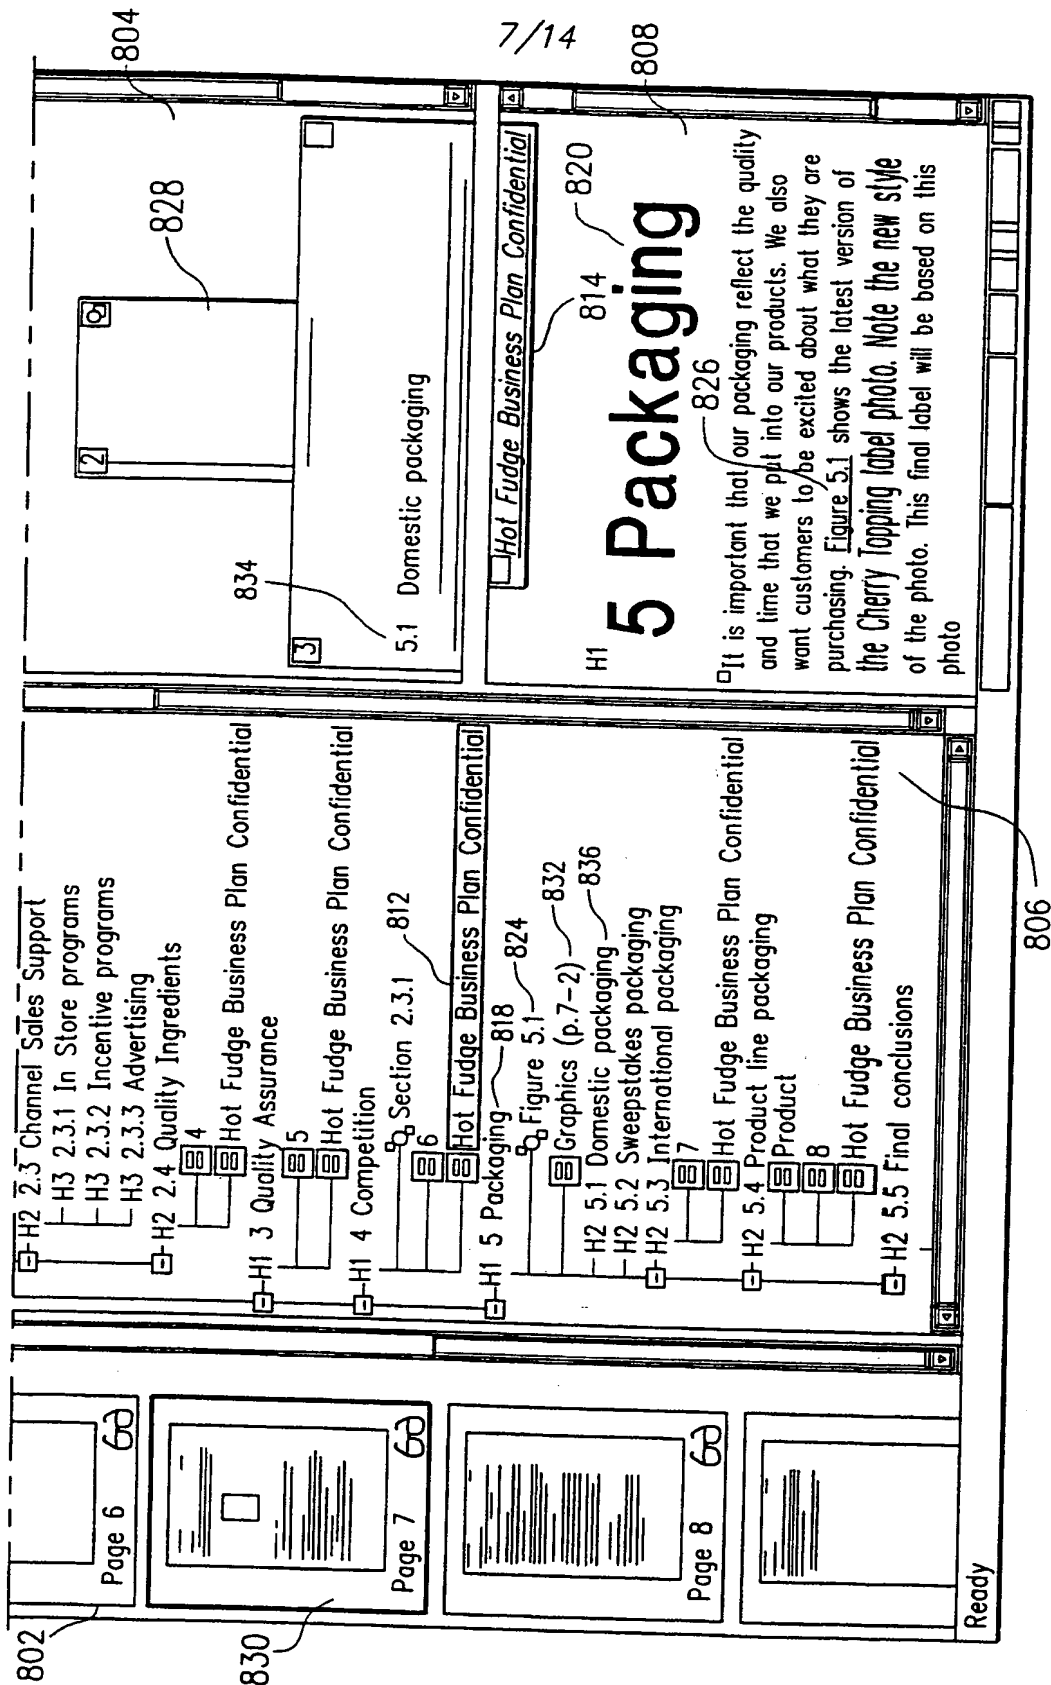 7/14
802
Page 6
830
Page 7
Page 8
Ready
H2 2.3 Channel Sales Support
H3 2.3.1 In Store programs
H3 2.3.2 Incentive programs
H3 2.3.3 Advertising
H2 2.4 Quality Ingredients
4
Hot Fudge Business Plan Confidential
H1 3 Quality Assurance
5
Hot Fudge Business Plan Confidential
H1 4 Competition
Section 2.3.1
812
6
Hot Fudge Business Plan Confidential
H1 5 Packaging 818
Figure 5.1 824
Graphics (p.7-2) 832
H2 5.1 Domestic packaging 836
H2 5.2 Sweepstakes packaging
H2 5.3 International packaging
7
Hot Fudge Business Plan Confidential
H2 5.4 Product line packaging
Product
8
Hot Fudge Business Plan Confidential
H2 5.5 Final conclusions
806
804
2
828
834
3
5.1 Domestic packaging
Hot Fudge Business Plan Confidential
814
820
808
H1
5 Packaging
826
It is important that our packaging reflect the quality
and time that we put into our products. We also
want customers to be excited about what they are
purchasing. Figure 5.1 shows the latest version of
the Cherry Topping label photo. Note the new style
of the photo. This final label will be based on this
photo